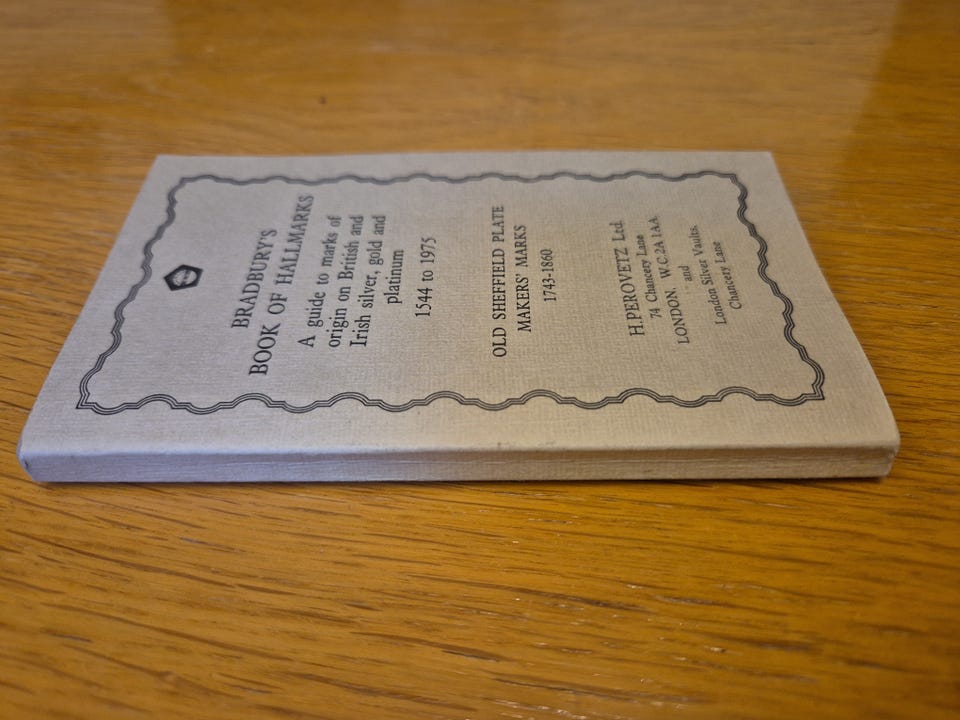 BRADBURY'S
BOOK OF HALLMARKS
A guide to marks of
origin on British and
Irish silver, gold and
platinum
1544 to 1975
OLD SHEFFIELD PLATE
MAKERS' MARKS
1743-1860
H.PEROVETZ Ltd.
74 Chancery Lane
LONDON. W.C.2A 1AA
and
London Silver Vaults,
Chancery Lane